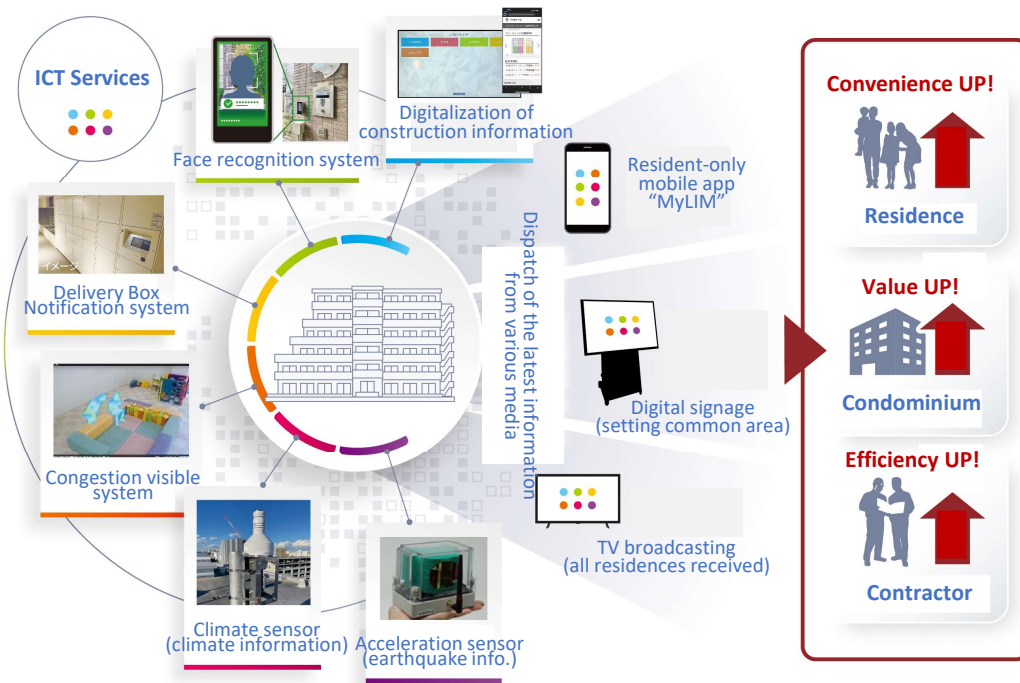 ICT Services
Face recognition system
Digitalization of
construction information
イメージ
Delivery Box
Notification system
Congestion visible
system
Climate sensor
(climate information)
Acceleration sensor
(earthquake info.)
Dispatch of the latest information
from various media
Resident-only
mobile app
“MyLIM”
Digital signage
(setting common area)
TV broadcasting
(all residences received)
Convenience UP!
Residence
Value UP!
Condominium
Efficiency UP!
Contractor